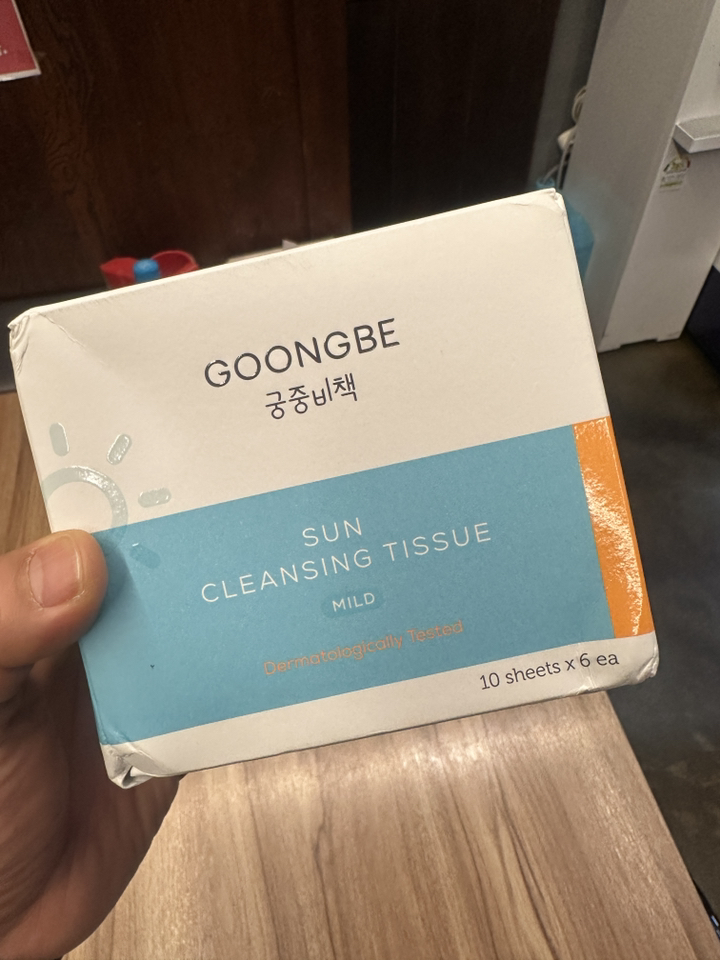 GOONGBE
궁중비책
SUN
CLEANSING TISSUE
MILD
Dermatologically Tested
10 sheets x 6 ea